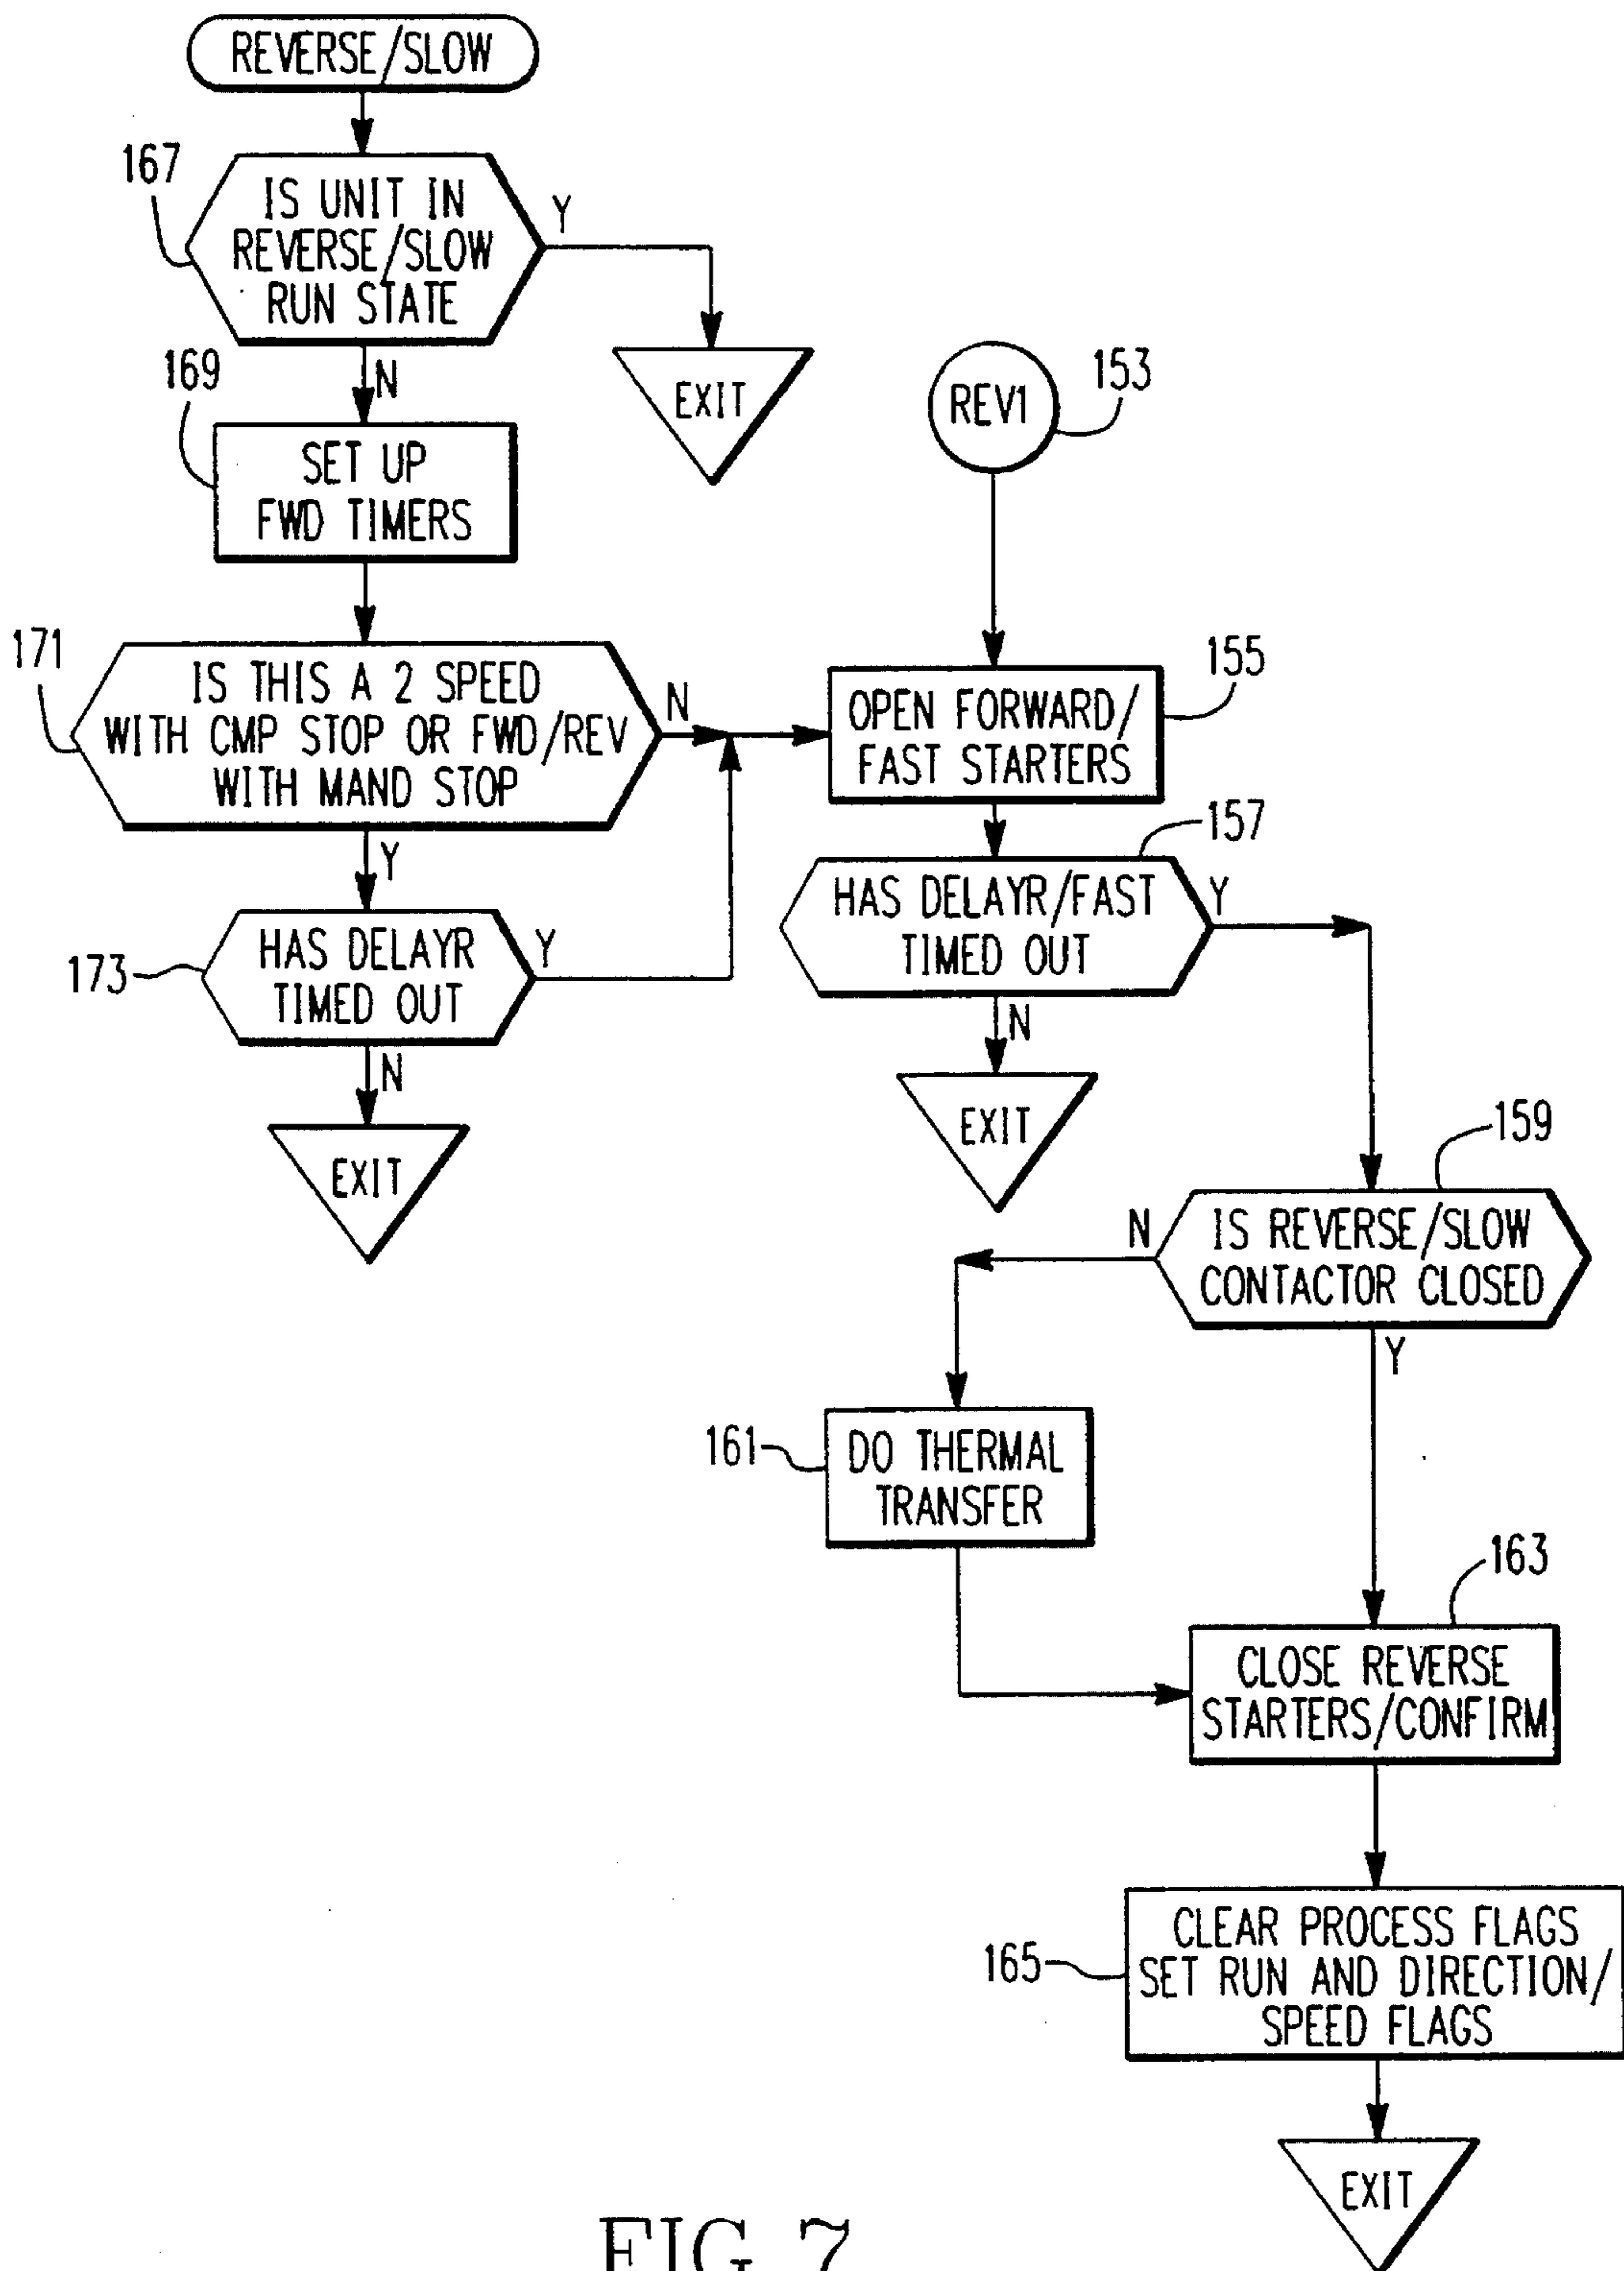 REVERSE/SLOW
167
IS UNIT IN
REVERSE/SLOW
RUN STATE
Y
N
EXIT
169
SET UP
FWD TIMERS
171
IS THIS A 2 SPEED
WITH CMP STOP OR FWD/REV
WITH MAND STOP
N
Y
173
HAS DELAYR
TIMED OUT
Y
N
EXIT
REV1
153
155
OPEN FORWARD/
FAST STARTERS
157
HAS DELAYR/FAST
TIMED OUT
Y
N
EXIT
159
IS REVERSE/SLOW
CONTACTOR CLOSED
N
Y
161
DO THERMAL
TRANSFER
163
CLOSE REVERSE
STARTERS/CONFIRM
165
CLEAR PROCESS FLAGS
SET RUN AND DIRECTION/
SPEED FLAGS
EXIT
FIG. 7